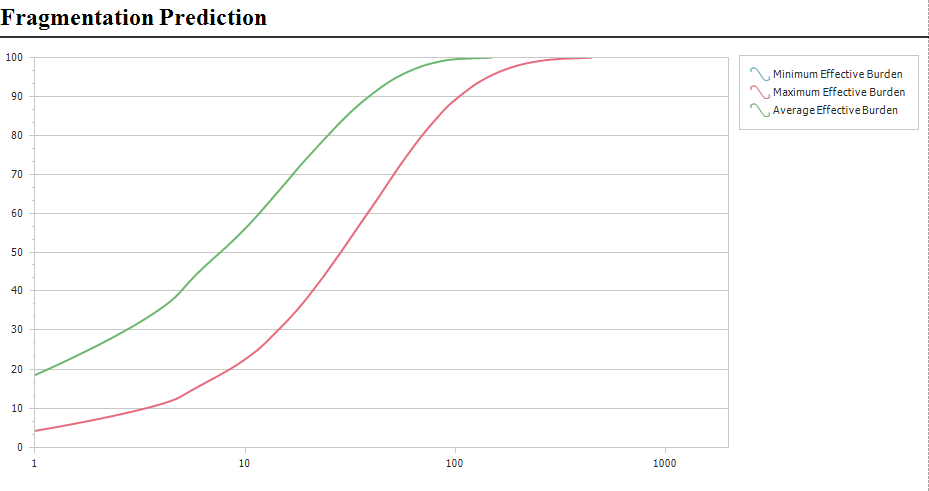 Fragmentation Prediction
100
90
80
70
60
50
40
30
20
10
0
1 10 100 1000
Minimum Effective Burden
Maximum Effective Burden
Average Effective Burden